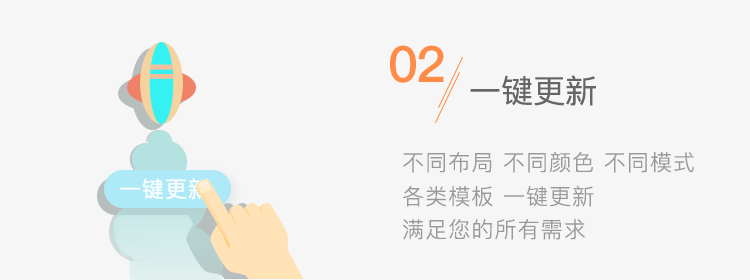 02
一键更新
一键更新
不同布局 不同颜色 不同模式
各类模板 一键更新
满足您的所有需求